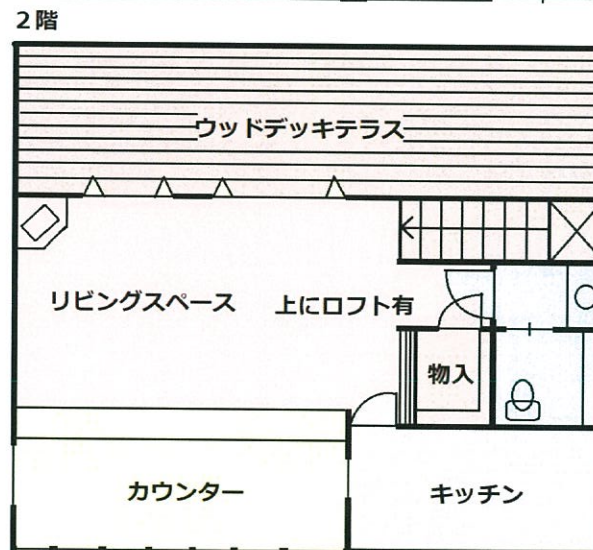 ２階
ウッドデッキテラス
リビングスペース
上にロフト有
物入
カウンター
キッチン